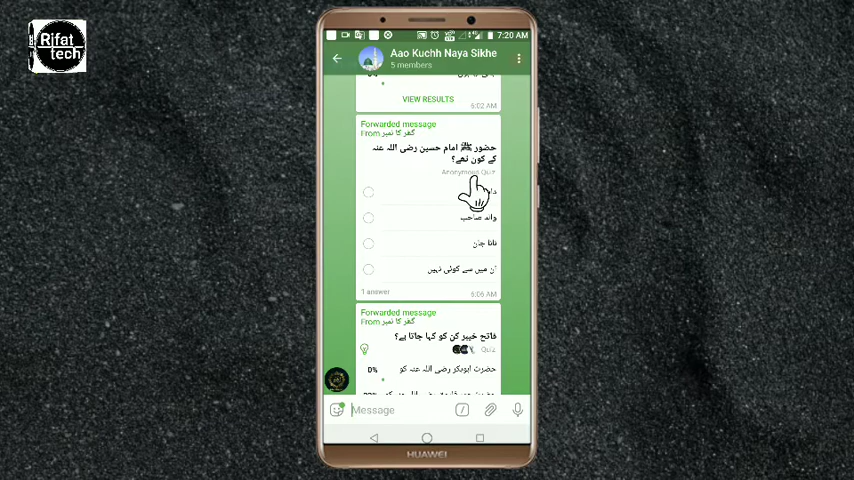 Rifat
tech
7:20 AM
Aao Kuchh Naya Sikhe
5 members
VIEW RESULTS
6:02 AM
Forwarded message
From گھر کا نمبر
حضور ﷺ امام حسین رضی اللہ عنہ
کے کون تھے؟
Anonymous Quiz
والد صاحب
نانا جان
ان میں سے کوئی نہیں
1 answer
6:06 AM
Forwarded message
From گھر کا نمبر
فاتح خیبر کن کو کہا جاتا ہے؟
Quiz
0%
حضرت ابوبکر رضی اللہ عنہ کو
Message
HUAWEI